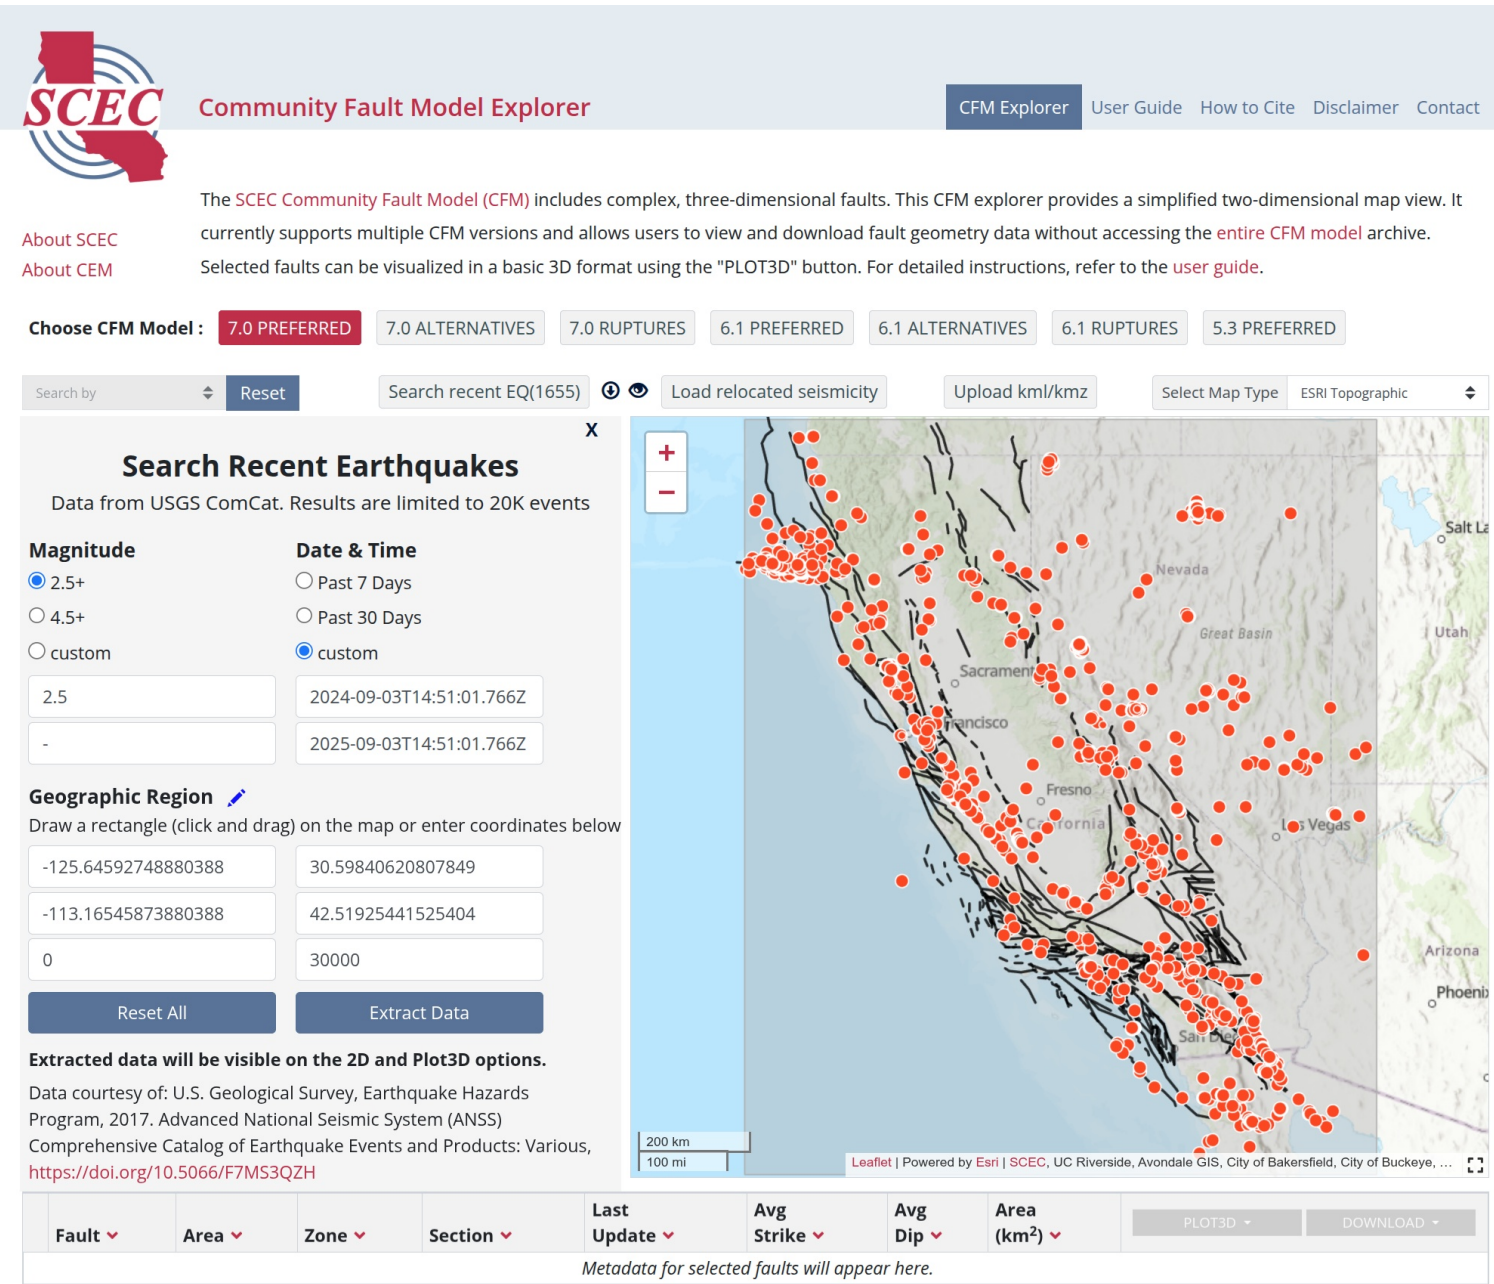 SCEC
Community Fault Model Explorer
CFM Explorer
User Guide
How to Cite
Disclaimer
Contact
About SCEC
About CEM
The SCEC Community Fault Model (CFM) includes complex, three-dimensional faults. This CFM explorer provides a simplified two-dimensional map view. It
currently supports multiple CFM versions and allows users to view and download fault geometry data without accessing the entire CFM model archive.
Selected faults can be visualized in a basic 3D format using the "PLOT3D" button. For detailed instructions, refer to the user guide.
Choose CFM Model :
7.0 PREFERRED
7.0 ALTERNATIVES
7.0 RUPTURES
6.1 PREFERRED
6.1 ALTERNATIVES
6.1 RUPTURES
5.3 PREFERRED
Search by
Reset
Search recent EQ(1655)
Load relocated seismicity
Upload kml/kmz
Select Map Type
ESRI Topographic
X
Search Recent Earthquakes
Data from USGS ComCat. Results are limited to 20K events
Magnitude
Date & Time
2.5+
Past 7 Days
4.5+
Past 30 Days
custom
custom
2.5
2024-09-03T14:51:01.766Z
-
2025-09-03T14:51:01.766Z
Geographic Region
Draw a rectangle (click and drag) on the map or enter coordinates below
-125.64592748880388
30.59840620807849
-113.16545873880388
42.51925441525404
0
30000
Reset All
Extract Data
Extracted data will be visible on the 2D and Plot3D options.
Data courtesy of: U.S. Geological Survey, Earthquake Hazards
Program, 2017. Advanced National Seismic System (ANSS)
Comprehensive Catalog of Earthquake Events and Products: Various,
https://doi.org/10.5066/F7MS3QZH
+
−
Salt La
Nevada
Great Basin
Utah
Sacrament
Francisco
Fresno
California
Las Vegas
Arizona
Phoenix
San Dieg
200 km
100 mi
Leaflet | Powered by Esri | SCEC, UC Riverside, Avondale GIS, City of Bakersfield, City of Buckeye, ...
Fault
Area
Zone
Section
Last
Update
Avg
Strike
Avg
Dip
Area
(km²)
PLOT3D
DOWNLOAD
Metadata for selected faults will appear here.